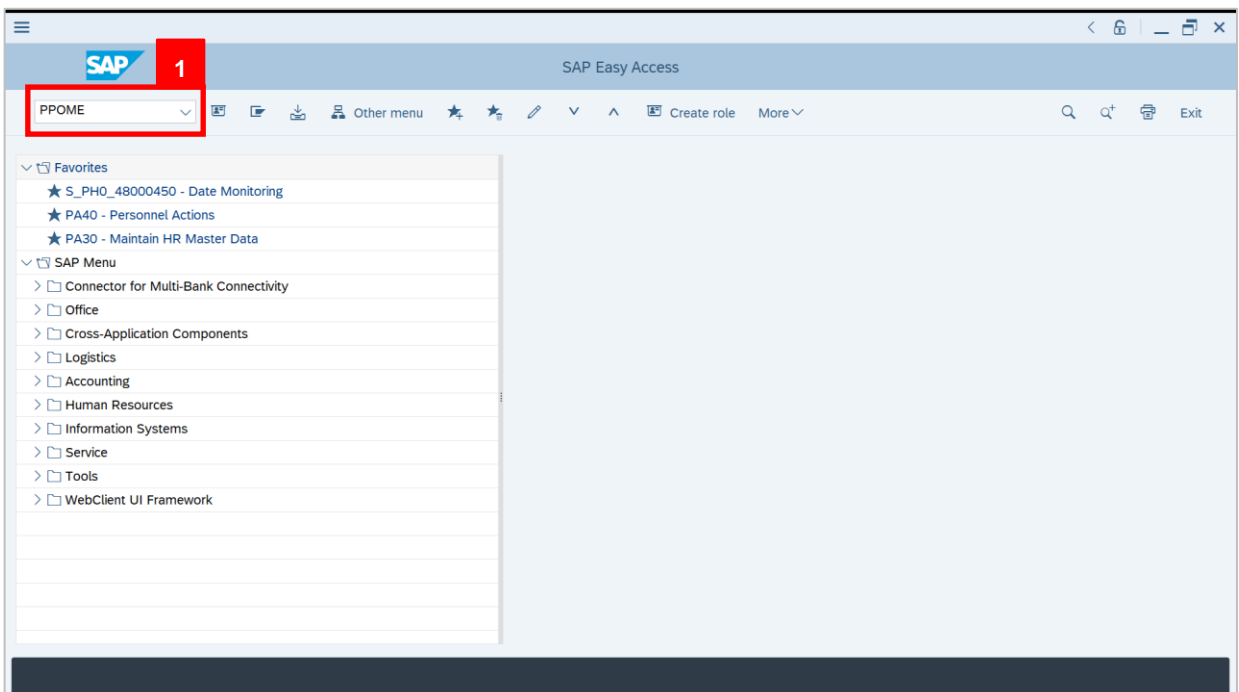 SAP
1
SAP Easy Access
PPOME
Other menu
Create role
More
Exit
Favorites
S_PH0_48000450 - Date Monitoring
PA40 - Personnel Actions
PA30 - Maintain HR Master Data
SAP Menu
Connector for Multi-Bank Connectivity
Office
Cross-Application Components
Logistics
Accounting
Human Resources
Information Systems
Service
Tools
WebClient UI Framework